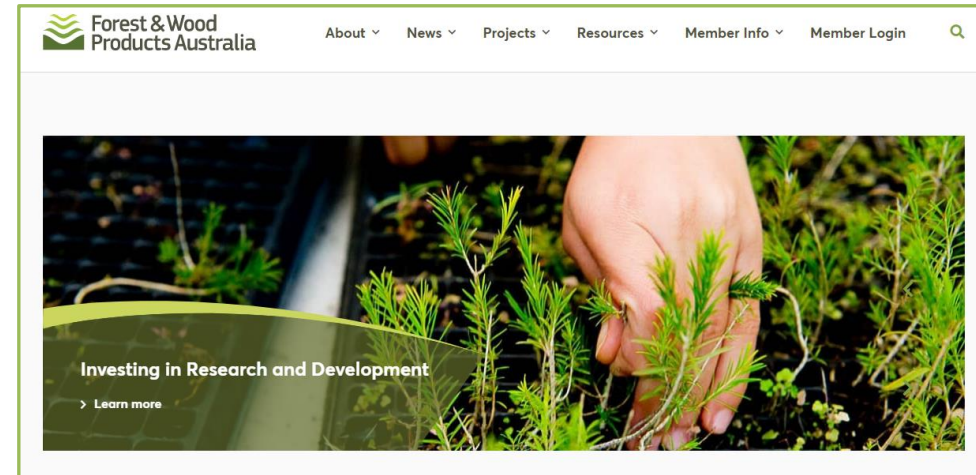 Forest & Wood
Products Australia
About News Projects Resources Member Info Member Login
Investing in Research and Development
> Learn more